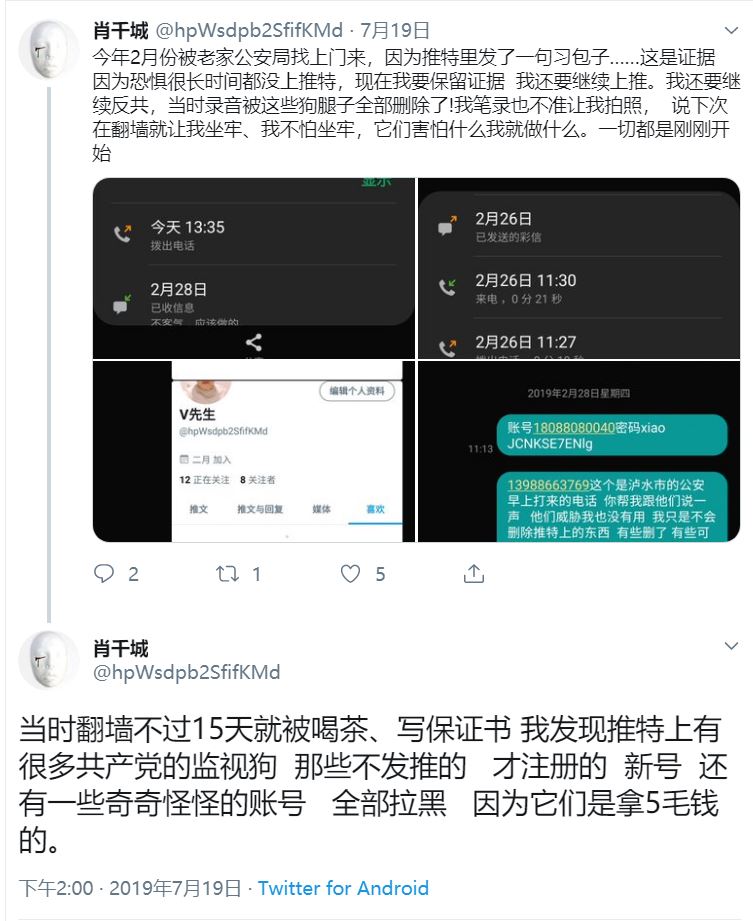 肖干城 @hpWsdpb2SfifKMd · 7月19日
今年2月份被老家公安局找上门来，因为推特里发了一句习包子......这是证据
因为恐惧很长时间都没上推特，现在我要保留证据 我还要继续上推。我还要继
续反共，当时录音被这些狗腿子全部删除了!我笔录也不准让我拍照， 说下次
在翻墙就让我坐牢、我不怕坐牢，它们害怕什么我就做什么。一切都是刚刚开
始
显示
今天 13:35
拨出电话
2月28日
已收信息
不客气，应该做的
2月26日
已发送的彩信
2月26日 11:30
来电，0 分 21 秒
2月26日 11:27
编辑个人资料
V先生
@hpWsdpb2SfifKMd
二月 加入
12 正在关注 8 关注者
推文 推文与回复 媒体 喜欢
2019年2月28日星期四
账号18088080040密码xiao
JCNKSE7ENlg
11:13
13988663769这个是泸水市的公安
早上打来的电话 你帮我跟他们说一
声 他们威胁我也没有用 我只是不会
删除推特上的东西 有些删了 有些可
2 1 5
肖干城
@hpWsdpb2SfifKMd
当时翻墙不过15天就被喝茶、写保证书 我发现推特上有
很多共产党的监视狗 那些不发推的 才注册的 新号 还
有一些奇奇怪怪的账号 全部拉黑 因为它们是拿5毛钱
的。
下午2:00 · 2019年7月19日 · Twitter for Android